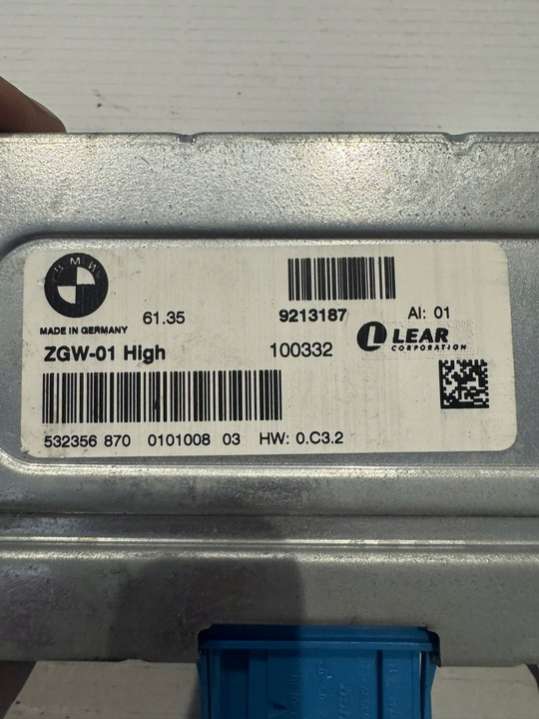 BMW
MADE IN GERMANY
61.35
9213187
AI: 01
ZGW-01 High
100332
LEAR
CORPORATION
532356 870 0101008 03 HW: 0.C3.2